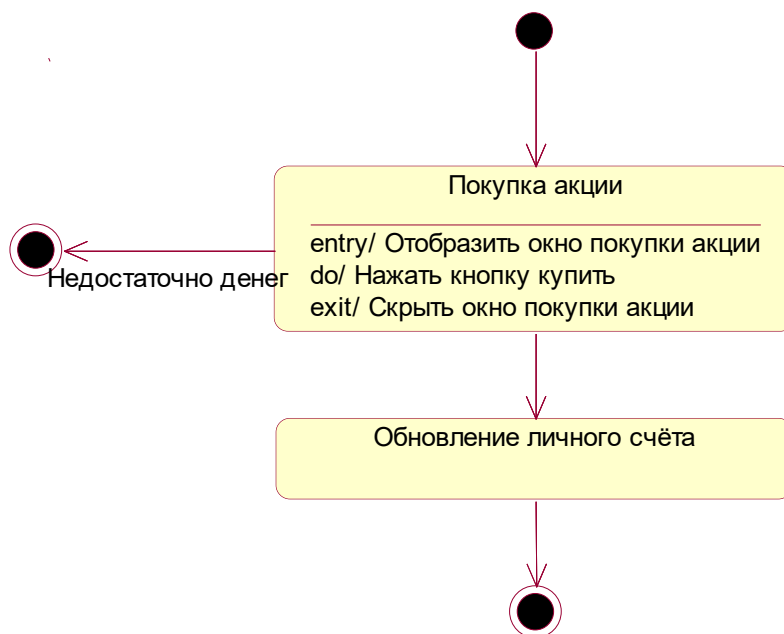 Покупка акции
entry/ Отобразить окно покупки акции
do/ Нажать кнопку купить
exit/ Скрыть окно покупки акции
Недостаточно денег
Обновление личного счёта